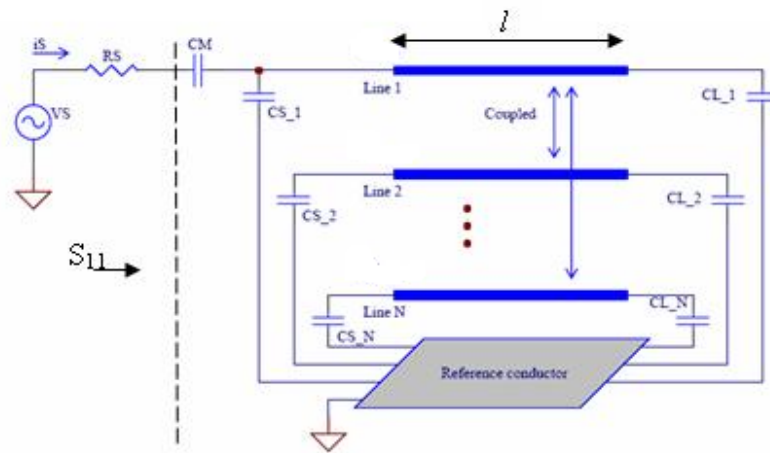 l
iS
RS
CM
VS
CS_1
Line 1
CL_1
Coupled
CS_2
Line 2
CL_2
S11
CS_N
Line N
CL_N
Reference conductor